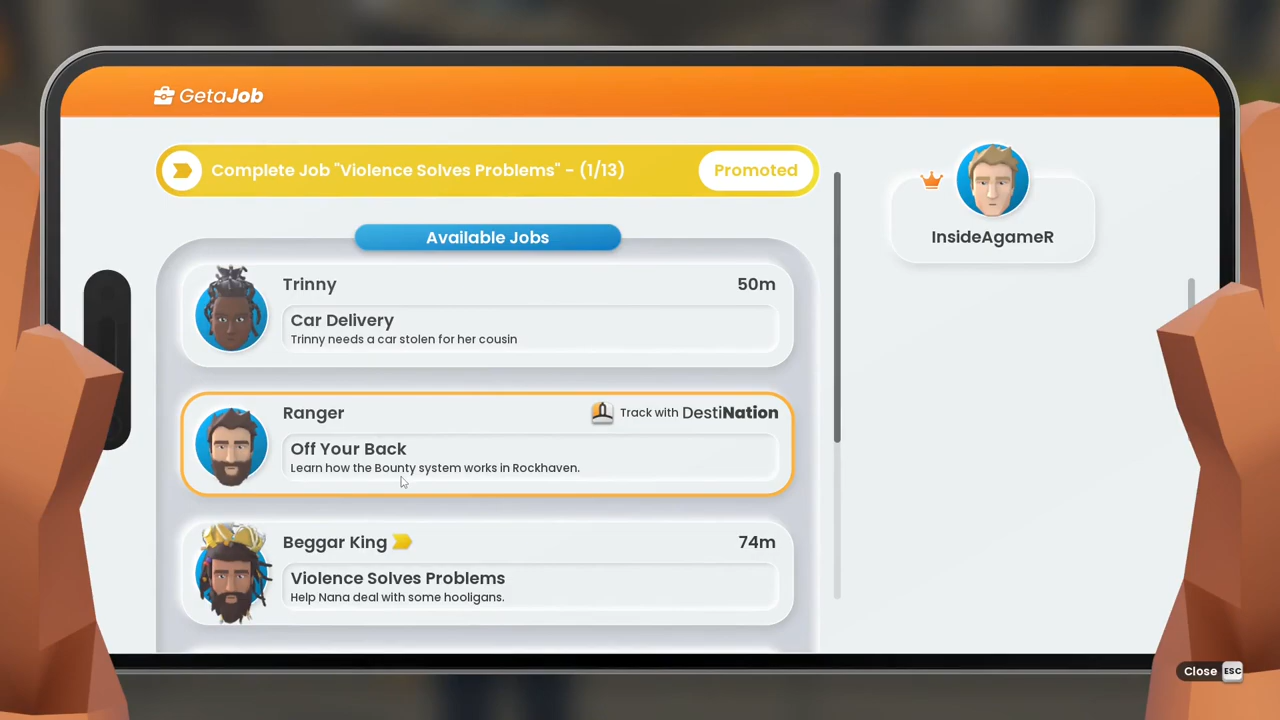 GetaJob
Complete Job "Violence Solves Problems" - (1/13)
Promoted
InsideAgameR
Available Jobs
Trinny
50m
Car Delivery
Trinny needs a car stolen for her cousin
Ranger
Track with DestiNation
Off Your Back
Learn how the Bounty system works in Rockhaven.
Beggar King
74m
Violence Solves Problems
Help Nana deal with some hooligans.
Close ESC